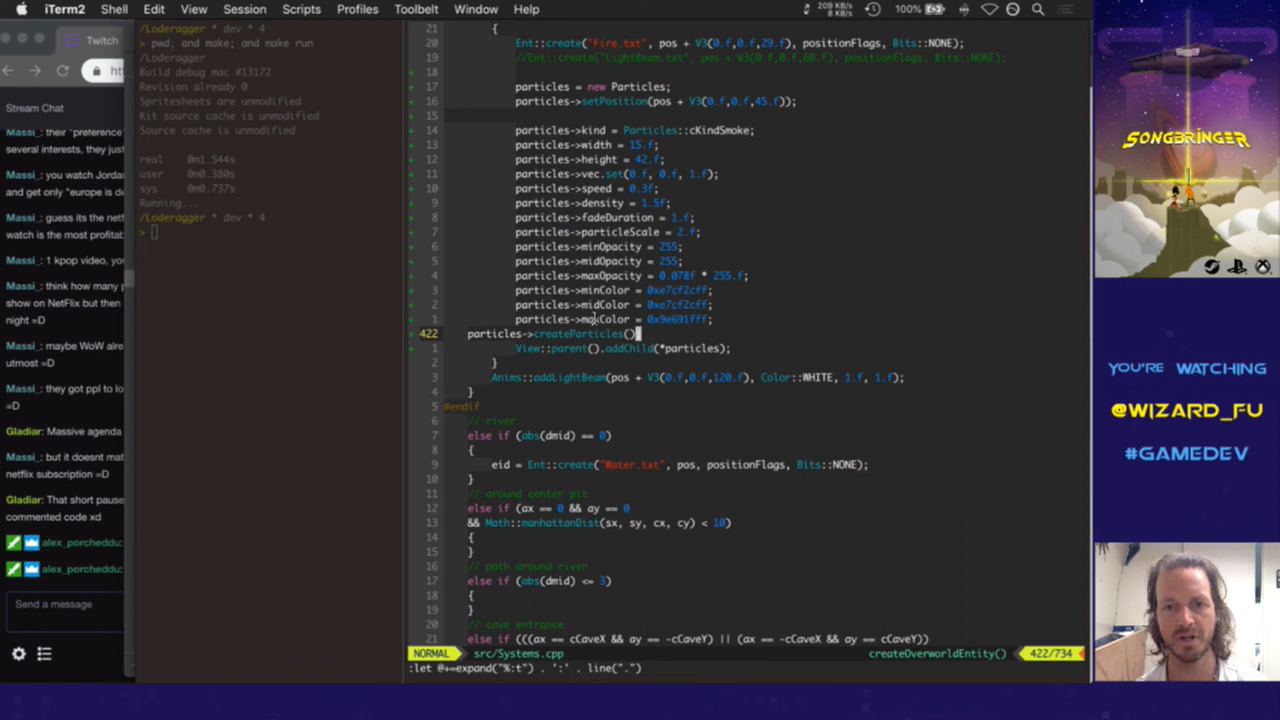 iTerm2 Shell Edit View Session Scripts Profiles Toolbelt Window Help
209 KB/s
8 KB/s
100%
Twitch
Stream Chat
Massi_: their "preference
several interests, they just
Massi_: you watch Jordan
and get only "europe is de
Massi_: guess its the netf
watch is the most profitab
Massi_: 1 kpop video, you
Massi_: think how many p
show on NetFlix but then
night =D
Massi_: maybe WoW alr
utmost =D
Massi_: they got ppl to lo
=D
Gladiar: Massive agenda
Massi_: but it doesnt mat
netflix subscription =D
Gladiar: That short pause
commented code xd
alex_porcheddu:
alex_porcheddu:
Send a message
/Loderagger * dev * 4
> pwd; and make; and make run
/Loderagger
Build debug mac #13172
Revision already 0
Spritesheets are unmodified
Kit source cache is unmodified
Source cache is unmodified
real 0m1.544s
user 0m0.380s
sys 0m0.737s
Running...
/Loderagger * dev * 4
>
21 {
20 Ent::create("Fire.txt", pos + V3(0.f,0.f,29.f), positionFlags, Bits::NONE);
19 //Ent::create("LightBeam.txt", pos + V3(0.f,0.f,60.f), positionFlags, Bits::NONE);
+ 18
+ 17 particles = new Particles;
+ 16 particles->setPosition(pos + V3(0.f,0.f,45.f));
+ 15
+ 14 particles->kind = Particles::cKindSmoke;
+ 13 particles->width = 15.f;
+ 12 particles->height = 42.f;
+ 11 particles->vec.set(0.f, 0.f, 1.f);
+ 10 particles->speed = 0.3f;
+ 9 particles->density = 1.5f;
+ 8 particles->fadeDuration = 1.f;
+ 7 particles->particleScale = 2.f;
+ 6 particles->minOpacity = 255;
+ 5 particles->midOpacity = 255;
+ 4 particles->maxOpacity = 0.078f * 255.f;
+ 3 particles->minColor = 0xe7cf2cff;
+ 2 particles->midColor = 0xe7cf2cff;
+ 1 particles->maxColor = 0x9e691fff;
+ 422 particles->createParticles()
+ 1 View::parent().addChild(*particles);
2 }
3 Anims::addLightBeam(pos + V3(0.f,0.f,120.f), Color::WHITE, 1.f, 1.f);
4 }
5 #endif
6 // river
7 else if (abs(dmid) == 0)
8 {
9 eid = Ent::create("Water.txt", pos, positionFlags, Bits::NONE);
10 }
11 // around center pit
12 else if (ax == 0 && ay == 0
13 && Math::manhattanDist(sx, sy, cx, cy) < 10)
14 {
15 }
16 // path around river
17 else if (abs(dmid) <= 3)
18 {
19 }
20 // cave entrance
21 else if (((ax == cCaveX && ay == -cCaveY) || (ax == -cCaveX && ay == cCaveY))
NORMAL src/Systems.cpp createOverworldEntity() 422/734
:let @+=expand("%:t") . ':' . line(".")
SONGBRINGER
YOU'RE WATCHING
@WIZARD_FU
#GAMEDEV